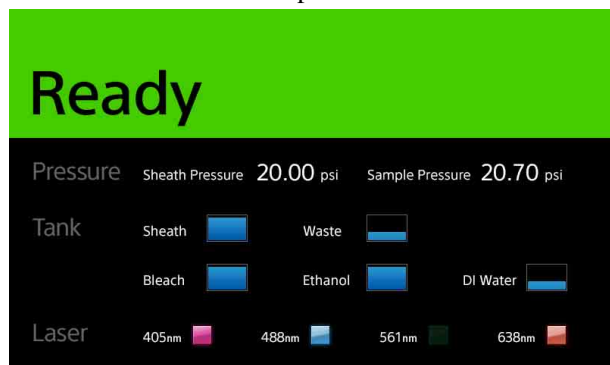 Ready
Pressure Sheath Pressure 20.00 psi Sample Pressure 20.70 psi
Tank Sheath Waste
Bleach Ethanol DI Water
Laser 405nm 488nm 561nm 638nm